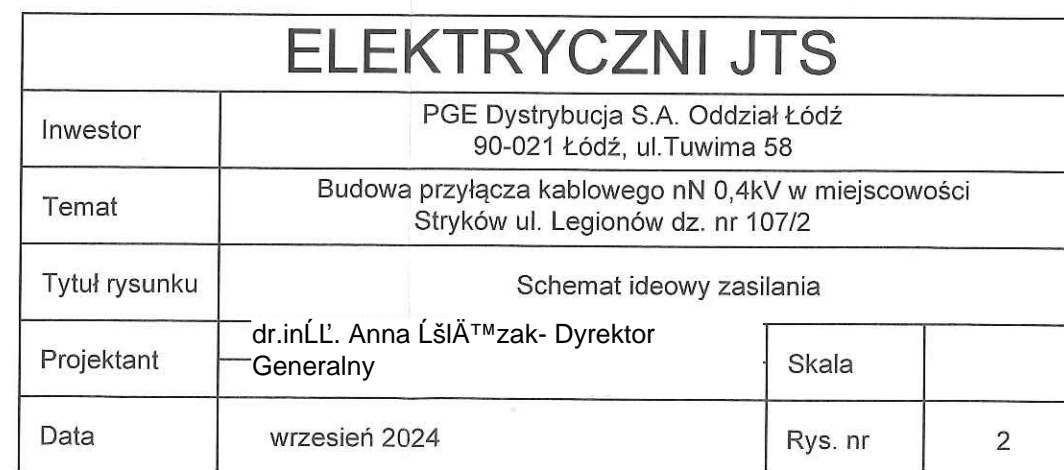 ELEKTRYCZNI JTS
Inwestor
PGE Dystrybucja S.A. Oddział Łódź
90-021 Łódź, ul.Tuwima 58
Temat
Budowa przyłącza kablowego nN 0,4kV w miejscowości
Stryków ul. Legionów dz. nr 107/2
Tytuł rysunku
Schemat ideowy zasilania
Projektant
dr.inĹĽ. Anna ĹšlÄ™zak- Dyrektor
Generalny
Skala
Data
wrzesień 2024
Rys. nr
2